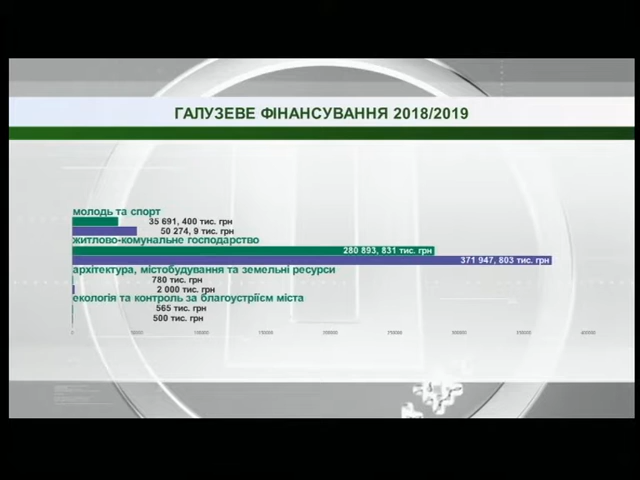 ГАЛУЗЕВЕ ФІНАНСУВАННЯ 2018/2019
молодь та спорт
35 691, 400 тис. грн
50 274, 9 тис. грн
житлово-комунальне господарство
280 893, 831 тис. грн
371 947, 803 тис. грн
архітектура, містобудування та земельні ресурси
780 тис. грн
2 000 тис. грн
екологія та контроль за благоустріїєм міста
565 тис. грн
500 тис. грн